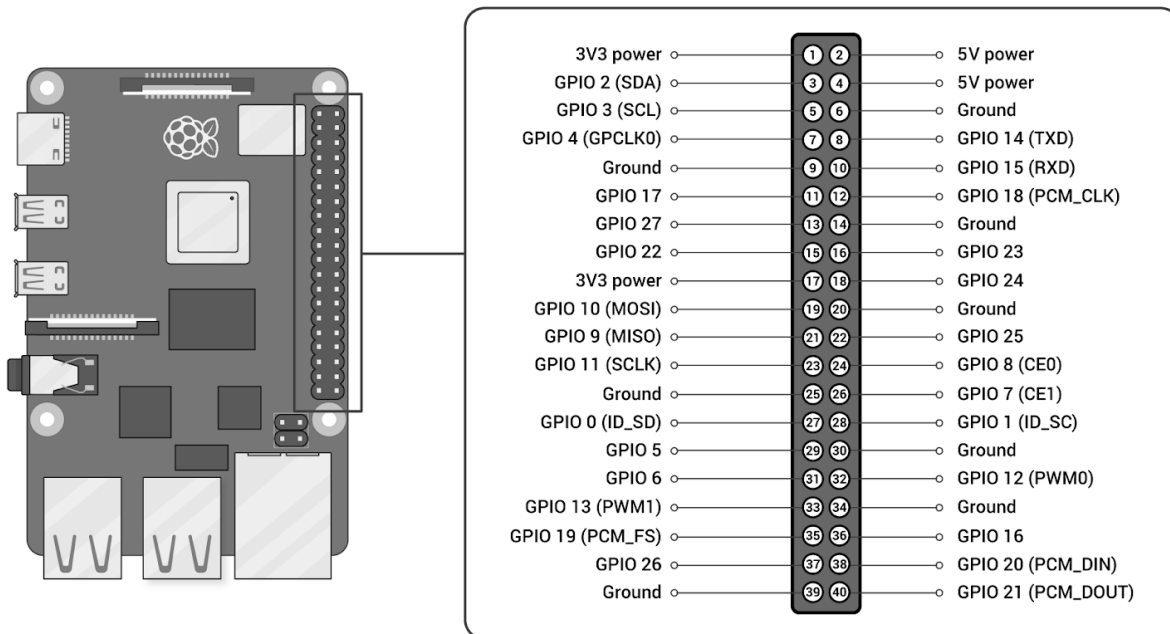 3V3 power 1 2 5V power
GPIO 2 (SDA) 3 4 5V power
GPIO 3 (SCL) 5 6 Ground
GPIO 4 (GPCLK0) 7 8 GPIO 14 (TXD)
Ground 9 10 GPIO 15 (RXD)
GPIO 17 11 12 GPIO 18 (PCM_CLK)
GPIO 27 13 14 Ground
GPIO 22 15 16 GPIO 23
3V3 power 17 18 GPIO 24
GPIO 10 (MOSI) 19 20 Ground
GPIO 9 (MISO) 21 22 GPIO 25
GPIO 11 (SCLK) 23 24 GPIO 8 (CE0)
Ground 25 26 GPIO 7 (CE1)
GPIO 0 (ID_SD) 27 28 GPIO 1 (ID_SC)
GPIO 5 29 30 Ground
GPIO 6 31 32 GPIO 12 (PWM0)
GPIO 13 (PWM1) 33 34 Ground
GPIO 19 (PCM_FS) 35 36 GPIO 16
GPIO 26 37 38 GPIO 20 (PCM_DIN)
Ground 39 40 GPIO 21 (PCM_DOUT)